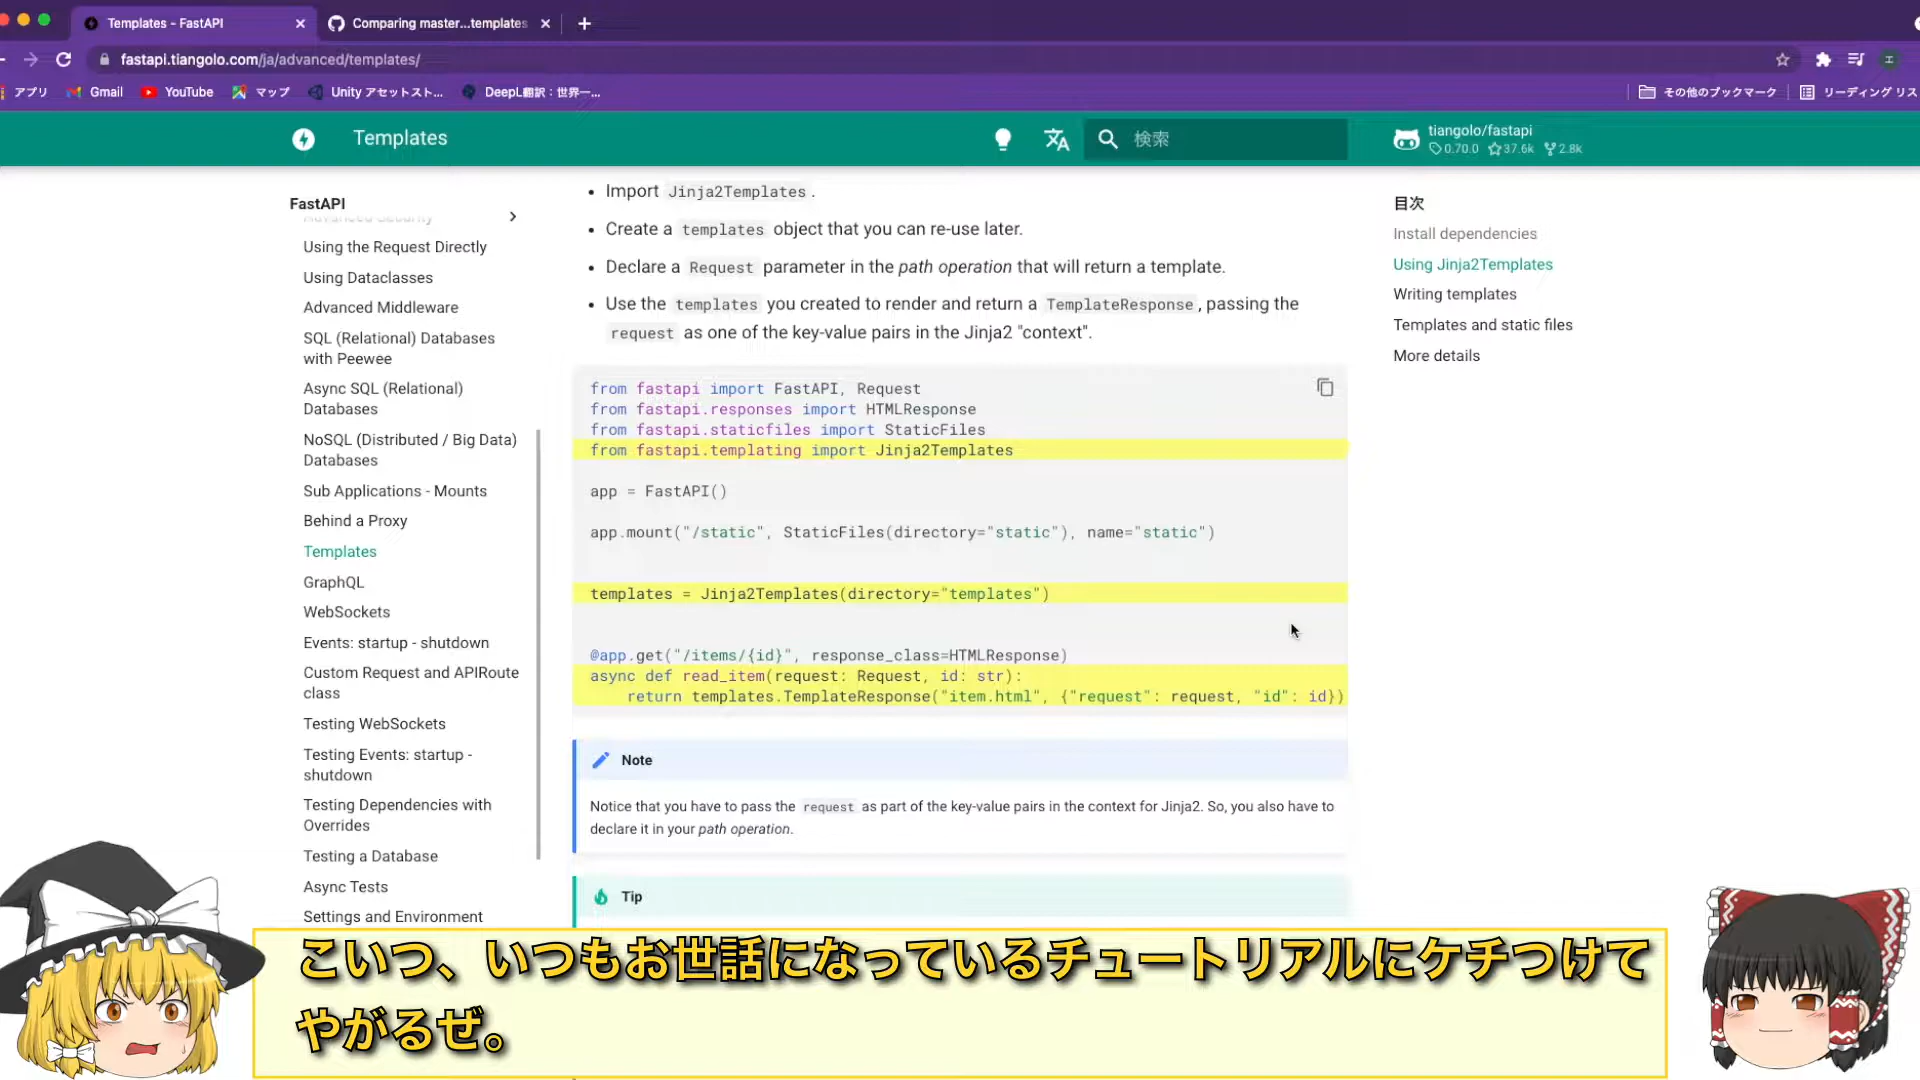 Templates - FastAPI
Comparing master...templates
fastapi.tiangolo.com/ja/advanced/templates/
アプリ
Gmail
YouTube
マップ
Unity アセットスト...
DeepL翻訳:世界一...
その他のブックマーク
リーディング リス
Templates
検索
tiangolo/fastapi
0.70.0 37.6k 2.8k
FastAPI
Advanced Security
Using the Request Directly
Using Dataclasses
Advanced Middleware
SQL (Relational) Databases
with Peewee
Async SQL (Relational)
Databases
NoSQL (Distributed / Big Data)
Databases
Sub Applications - Mounts
Behind a Proxy
Templates
GraphQL
WebSockets
Events: startup - shutdown
Custom Request and APIRoute
class
Testing WebSockets
Testing Events: startup -
shutdown
Testing Dependencies with
Overrides
Testing a Database
Async Tests
Settings and Environment
Import Jinja2Templates .
Create a templates object that you can re-use later.
Declare a Request parameter in the path operation that will return a template.
Use the templates you created to render and return a TemplateResponse, passing the
request as one of the key-value pairs in the Jinja2 "context".
from fastapi import FastAPI, Request
from fastapi.responses import HTMLResponse
from fastapi.staticfiles import StaticFiles
from fastapi.templating import Jinja2Templates
app = FastAPI()
app.mount("/static", StaticFiles(directory="static"), name="static")
templates = Jinja2Templates(directory="templates")
@app.get("/items/{id}", response_class=HTMLResponse)
async def read_item(request: Request, id: str):
return templates.TemplateResponse("item.html", {"request": request, "id": id})
Note
Notice that you have to pass the request as part of the key-value pairs in the context for Jinja2. So, you also have to
declare it in your path operation.
Tip
目次
Install dependencies
Using Jinja2Templates
Writing templates
Templates and static files
More details
こいつ、いつもお世話になっているチュートリアルにケチつけて
やがるぜ。